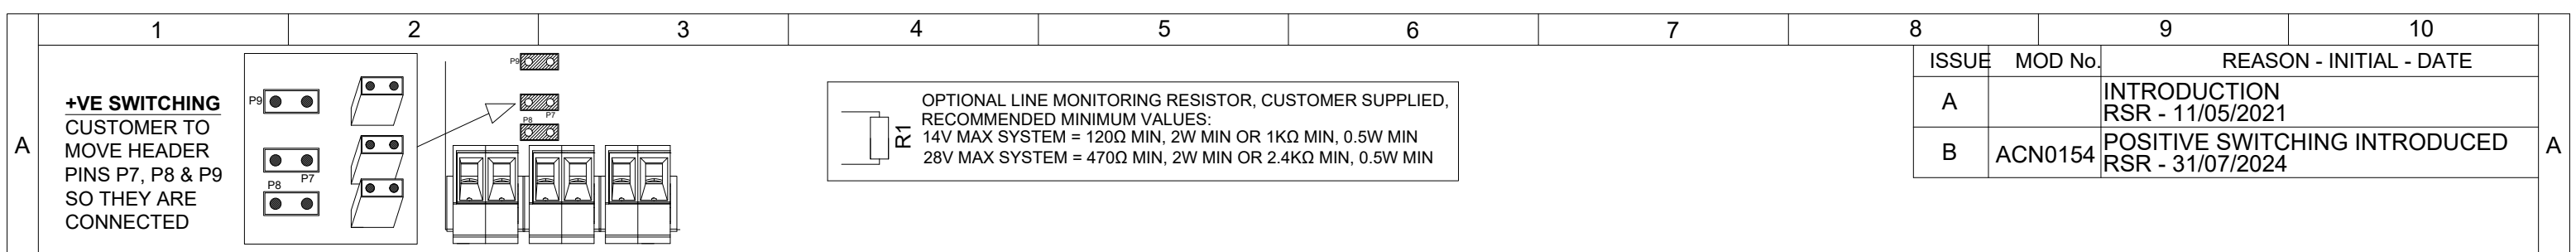 1 2 3 4 5 6 7 8 9 10
A
+VE SWITCHING
CUSTOMER TO
MOVE HEADER
PINS P7, P8 & P9
SO THEY ARE
CONNECTED
P9
P7
P8
P9
P7
P8
R1
OPTIONAL LINE MONITORING RESISTOR, CUSTOMER SUPPLIED,
RECOMMENDED MINIMUM VALUES:
14V MAX SYSTEM = 120Ω MIN, 2W MIN OR 1KΩ MIN, 0.5W MIN
28V MAX SYSTEM = 470Ω MIN, 2W MIN OR 2.4KΩ MIN, 0.5W MIN
ISSUE MOD No. REASON - INITIAL - DATE
A INTRODUCTION
RSR - 11/05/2021
B ACN0154 POSITIVE SWITCHING INTRODUCED
RSR - 31/07/2024
A